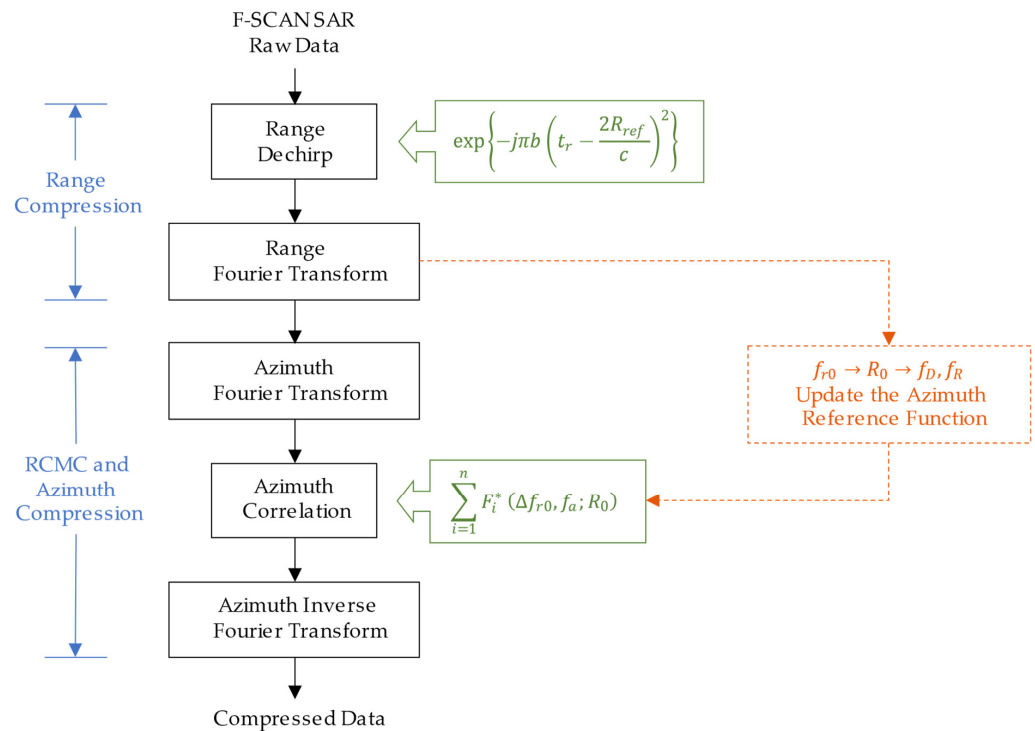 F-SCAN SAR
Raw Data
Range
Dechirp
exp{−jπb (t_r − 2R_ref/c)^2}
Range
Compression
Range
Fourier Transform
Azimuth
Fourier Transform
f_r0 → R_0 → f_D, f_R
Update the Azimuth
Reference Function
RCMC and
Azimuth
Compression
Azimuth
Correlation
∑_{i=1}^{n} F_i^* (Δf_r0, f_a; R_0)
Azimuth Inverse
Fourier Transform
Compressed Data